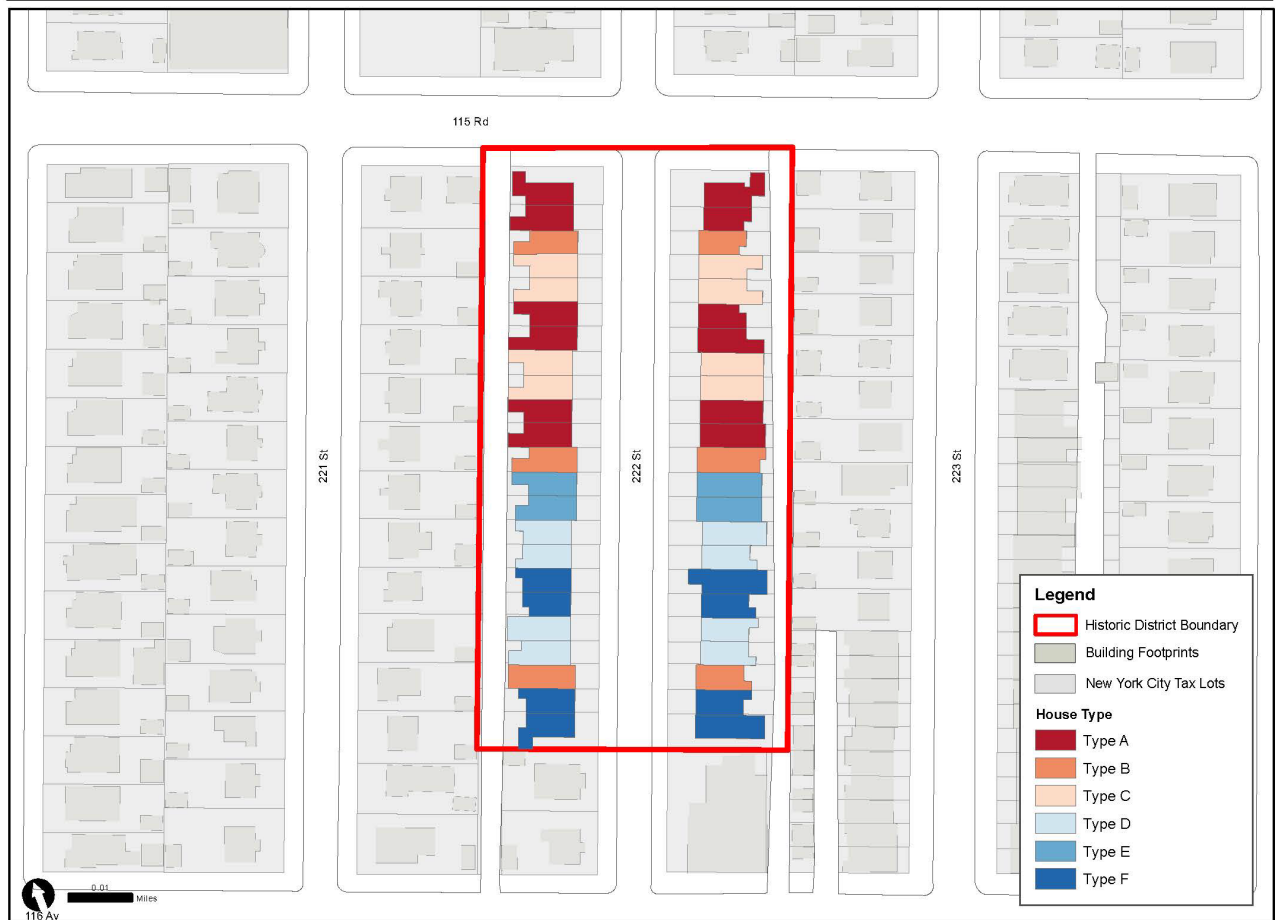 115 Rd
221 St
222 St
223 St
Legend
Historic District Boundary
Building Footprints
New York City Tax Lots
House Type
Type A
Type B
Type C
Type D
Type E
Type F
0.01
Miles
116 Av